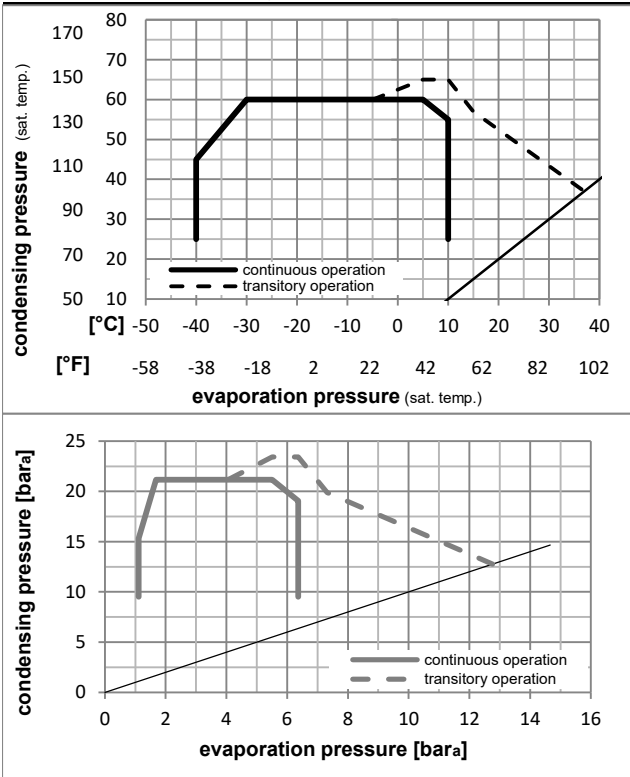 condensing pressure (sat. temp.)
170
150
130
110
90
70
50
80
70
60
50
40
30
20
10
continuous operation
transitory operation
[°C] -50 -40 -30 -20 -10 0 10 20 30 40
[°F] -58 -38 -18 2 22 42 62 82 102
evaporation pressure (sat. temp.)
condensing pressure [bara]
25
20
15
10
5
0
continuous operation
transitory operation
0 2 4 6 8 10 12 14 16
evaporation pressure [bara]